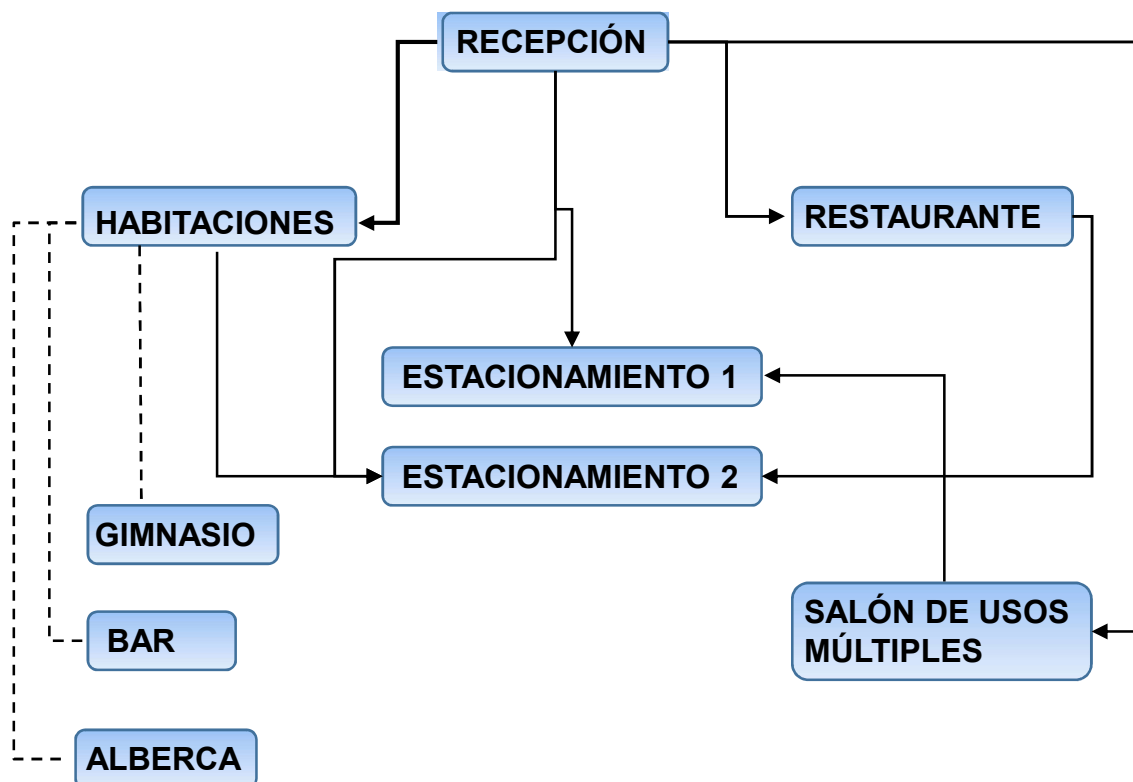 RECEPCIÓN
HABITACIONES
RESTAURANTE
ESTACIONAMIENTO 1
ESTACIONAMIENTO 2
GIMNASIO
SALÓN DE USOS
MÚLTIPLES
BAR
ALBERCA